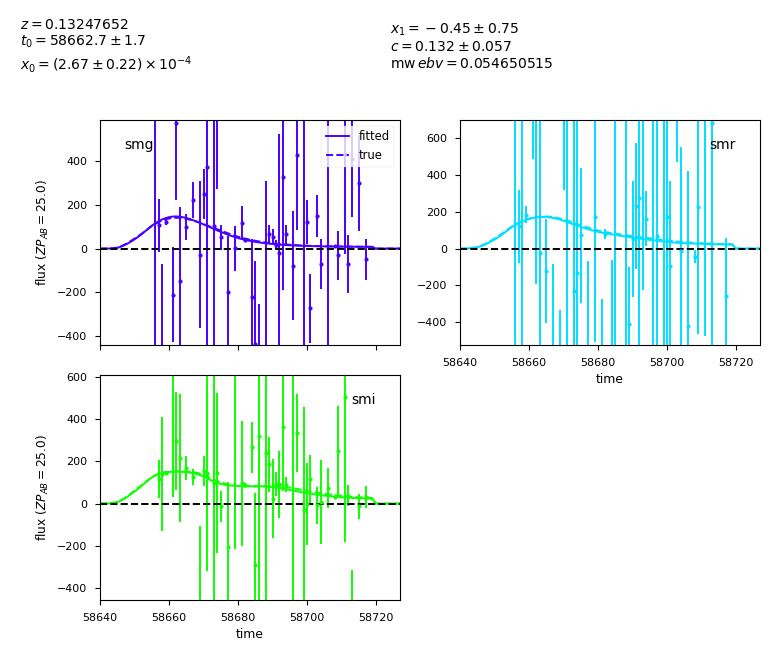 z = 0.13247652
t₀ = 58662.7 ± 1.7
x₀ = (2.67 ± 0.22) × 10⁻⁴
x₁ = −0.45 ± 0.75
c = 0.132 ± 0.057
mw ebv = 0.054650515
smg
fitted
true
flux (ZP_AB = 25.0)
400
200
0
−200
−400
smr
600
400
200
0
−200
−400
58640 58660 58680 58700 58720
time
smi
flux (ZP_AB = 25.0)
600
400
200
0
−200
−400
58640 58660 58680 58700 58720
time